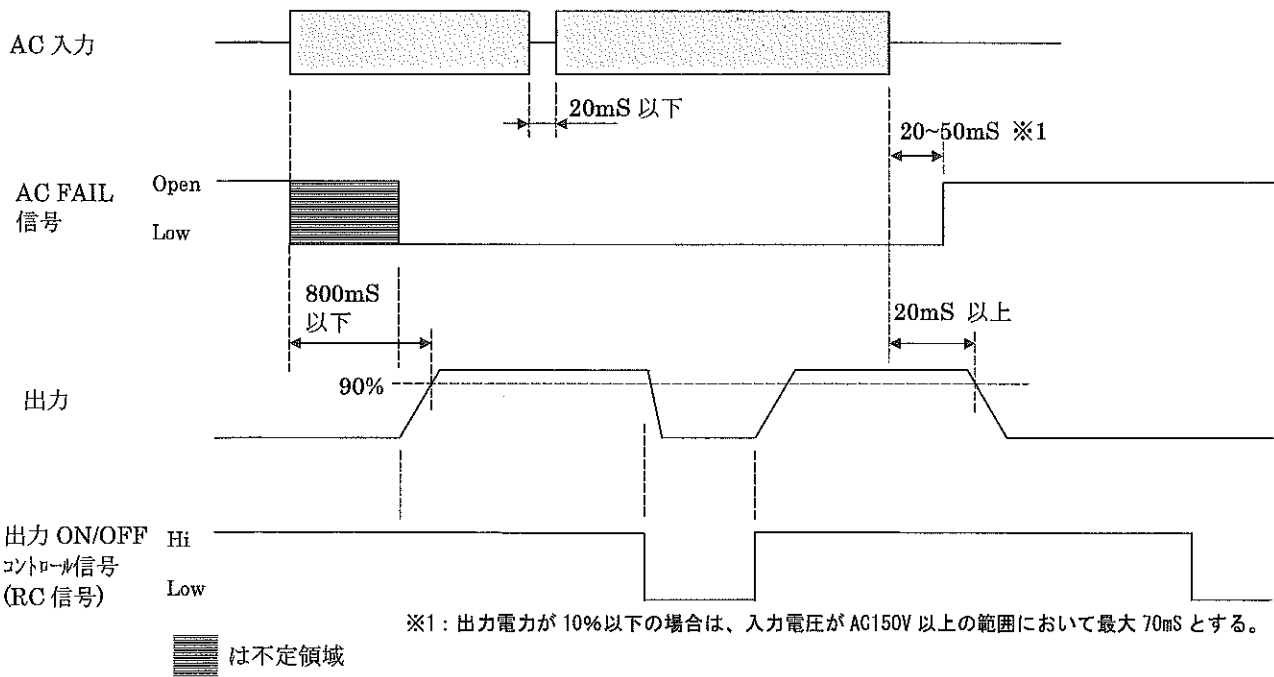 AC 入力
20mS 以下
20~50mS ※1
AC FAIL
信号
Open
Low
800mS
以下
20mS 以上
90%
出力
出力 ON/OFF
コントロール信号
(RC 信号)
Hi
Low
※1：出力電力が 10%以下の場合は、入力電圧が AC150V 以上の範囲において最大 70mS とする。
は不定領域